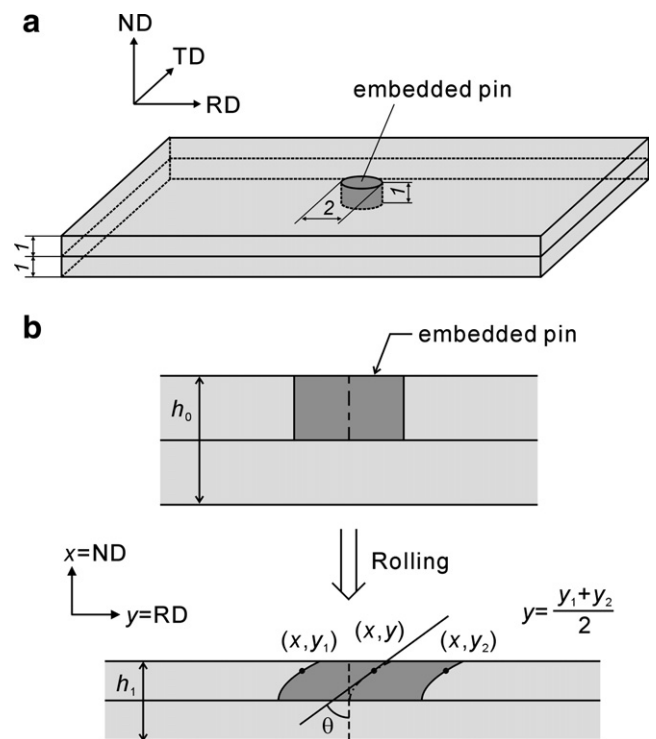 a
ND
TD
RD
embedded pin
1
2
1
1
b
embedded pin
h₀
Rolling
x=ND
y=RD
y= y₁+y₂ / 2
(x,y₁) (x,y) (x,y₂)
h₁
θ